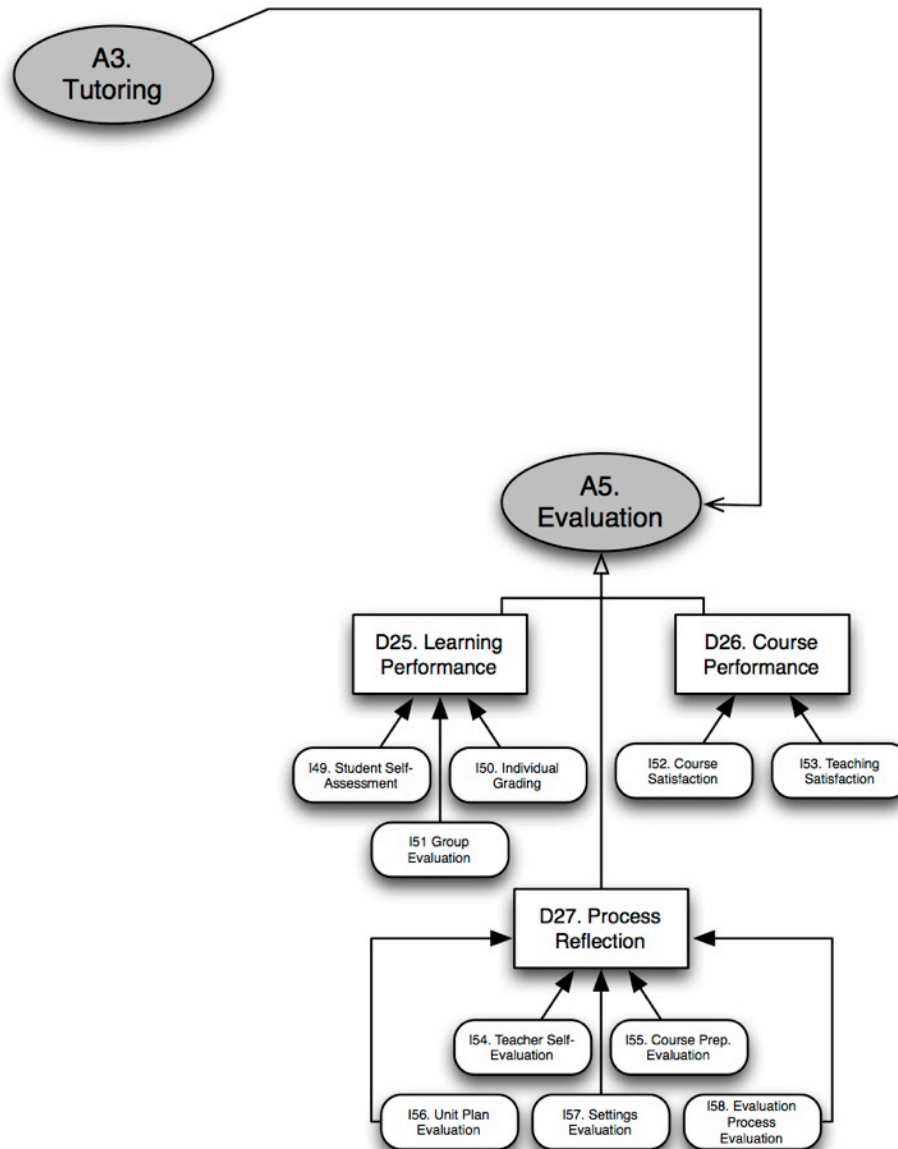 A3.
Tutoring
A5.
Evaluation
D25. Learning
Performance
D26. Course
Performance
I49. Student Self-
Assessment
I50. Individual
Grading
I52. Course
Satisfaction
I53. Teaching
Satisfaction
I51 Group
Evaluation
D27. Process
Reflection
I54. Teacher Self-
Evaluation
I55. Course Prep.
Evaluation
I56. Unit Plan
Evaluation
I57. Settings
Evaluation
I58. Evaluation
Process
Evaluation